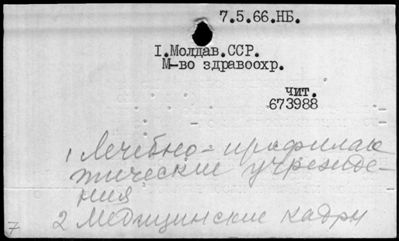 7.5.66.НБ.
I.Молдав.ССР.
М-во здравоохр.
чит.
673988
1 Лечебно-профилак
тические учрежде-
ния
2 Медицинские кадры
7